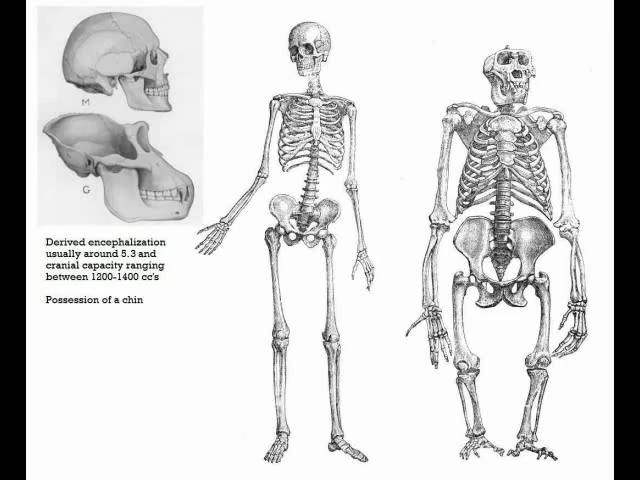 M
G
Derived encephalization
usually around 5.3 and
cranial capacity ranging
between 1200-1400 cc's
Possession of a chin